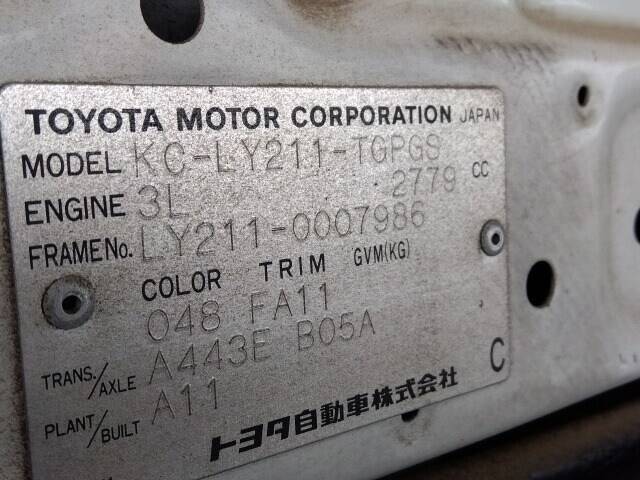 TOYOTA MOTOR CORPORATION JAPAN
MODEL KC-LY211-TGPGS
ENGINE 3L 2779 CC
FRAME No. LY211-0007986
COLOR TRIM GVM(KG)
048 FA11
TRANS./AXLE A443E B05A
PLANT/BUILT A11 C
トヨタ自動車株式会社